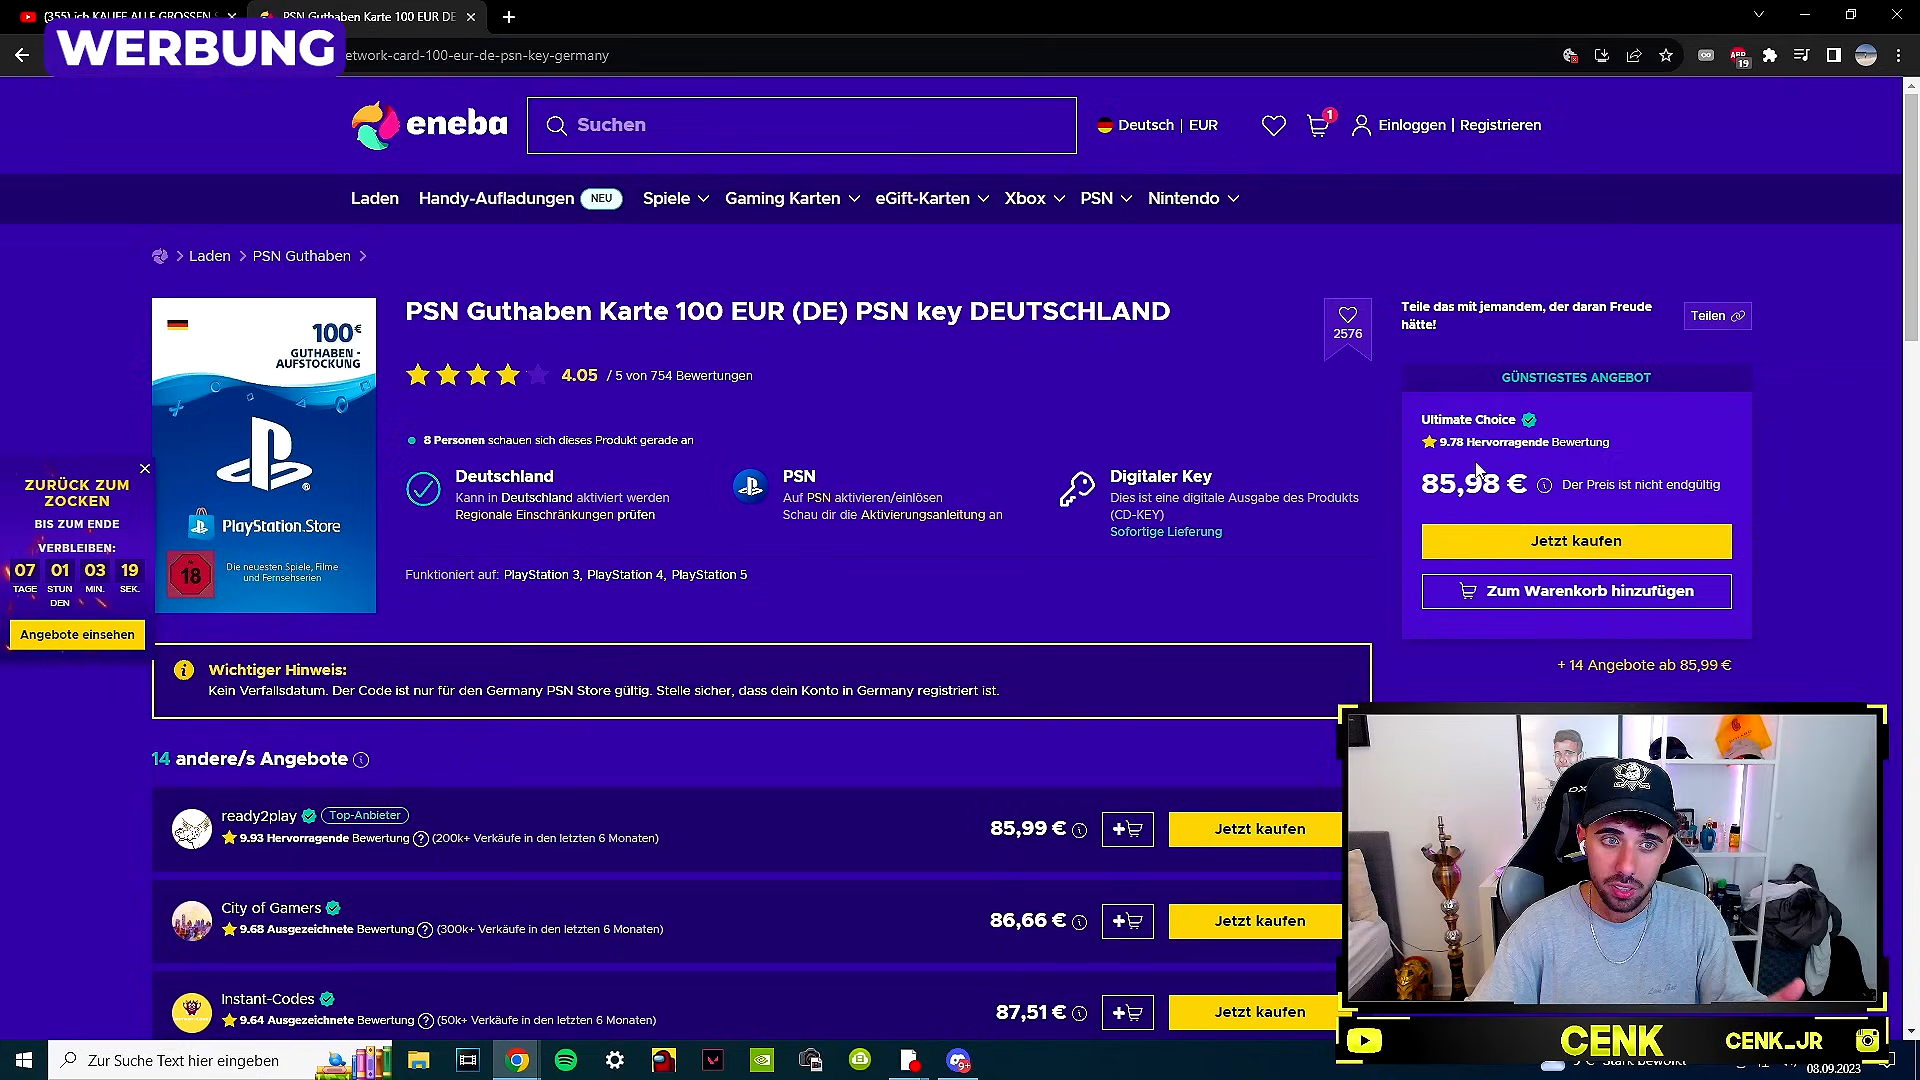 (355) ich KAUFE ALLE GROSSEN
PSN Guthaben Karte 100 EUR DE
WERBUNG
etwork-card-100-eur-de-psn-key-germany
ABP
19
eneba
Suchen
Deutsch | EUR
1
Einloggen | Registrieren
Laden
Handy-Aufladungen NEU
Spiele
Gaming Karten
eGift-Karten
Xbox
PSN
Nintendo
Laden
PSN Guthaben
100€
GUTHABEN -
AUFSTOCKUNG
PlayStation.Store
18
Die neuesten Spiele, Filme
und Fernsehserien
PSN Guthaben Karte 100 EUR (DE) PSN key DEUTSCHLAND
2576
4.05 / 5 von 754 Bewertungen
8 Personen schauen sich dieses Produkt gerade an
Deutschland
Kann in Deutschland aktiviert werden
Regionale Einschränkungen prüfen
PSN
Auf PSN aktivieren/einlösen
Schau dir die Aktivierungsanleitung an
Digitaler Key
Dies ist eine digitale Ausgabe des Produkts
(CD-KEY)
Sofortige Lieferung
Funktioniert auf: PlayStation 3, PlayStation 4, PlayStation 5
Teile das mit jemandem, der daran Freude
hätte!
Teilen
GÜNSTIGSTES ANGEBOT
Ultimate Choice
9.78 Hervorragende Bewertung
85,98 € Der Preis ist nicht endgültig
Jetzt kaufen
Zum Warenkorb hinzufügen
+ 14 Angebote ab 85,99 €
ZURÜCK ZUM
ZOCKEN
BIS ZUM ENDE
VERBLEIBEN:
07 01 03 19
TAGE STUN MIN. SEK.
DEN
Angebote einsehen
Wichtiger Hinweis:
Kein Verfallsdatum. Der Code ist nur für den Germany PSN Store gültig. Stelle sicher, dass dein Konto in Germany registriert ist.
14 andere/s Angebote
ready2play Top-Anbieter
9.93 Hervorragende Bewertung (200k+ Verkäufe in den letzten 6 Monaten)
85,99 €
Jetzt kaufen
City of Gamers
9.68 Ausgezeichnete Bewertung (300k+ Verkäufe in den letzten 6 Monaten)
86,66 €
Jetzt kaufen
Instant-Codes
9.64 Ausgezeichnete Bewertung (50k+ Verkäufe in den letzten 6 Monaten)
87,51 €
Jetzt kaufen
CENK
CENK_JR
Zur Suche Text hier eingeben
9+
08.09.2023